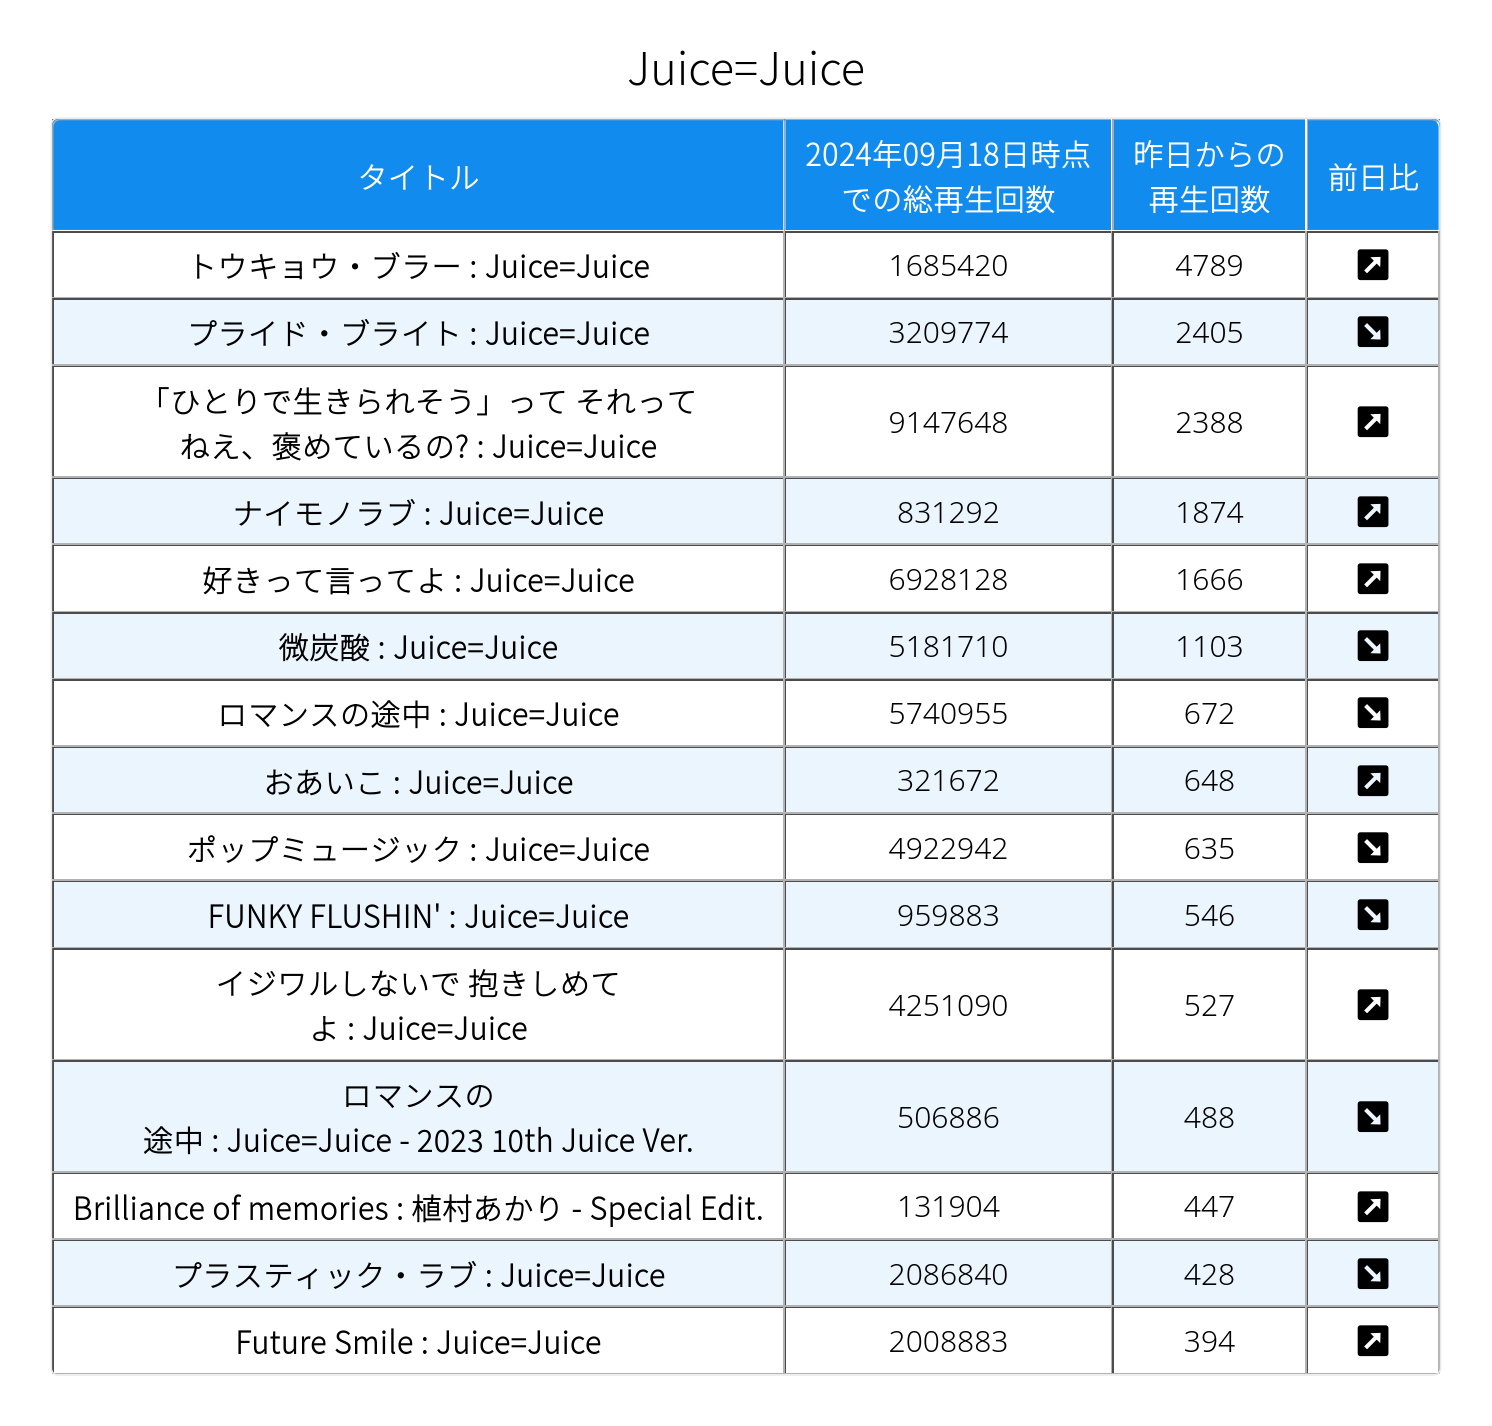 Juice=Juice
タイトル
2024年09月18日時点
での総再生回数
昨日からの
再生回数
前日比
トウキョウ・ブラー : Juice=Juice 1685420 4789
プライド・ブライト : Juice=Juice 3209774 2405
「ひとりで生きられそう」って それって
ねえ、褒めているの? : Juice=Juice 9147648 2388
ナイモノラブ : Juice=Juice 831292 1874
好きって言ってよ : Juice=Juice 6928128 1666
微炭酸 : Juice=Juice 5181710 1103
ロマンスの途中 : Juice=Juice 5740955 672
おあいこ : Juice=Juice 321672 648
ポップミュージック : Juice=Juice 4922942 635
FUNKY FLUSHIN' : Juice=Juice 959883 546
イジワルしないで 抱きしめて
よ : Juice=Juice 4251090 527
ロマンスの
途中 : Juice=Juice - 2023 10th Juice Ver. 506886 488
Brilliance of memories : 植村あかり - Special Edit. 131904 447
プラスティック・ラブ : Juice=Juice 2086840 428
Future Smile : Juice=Juice 2008883 394